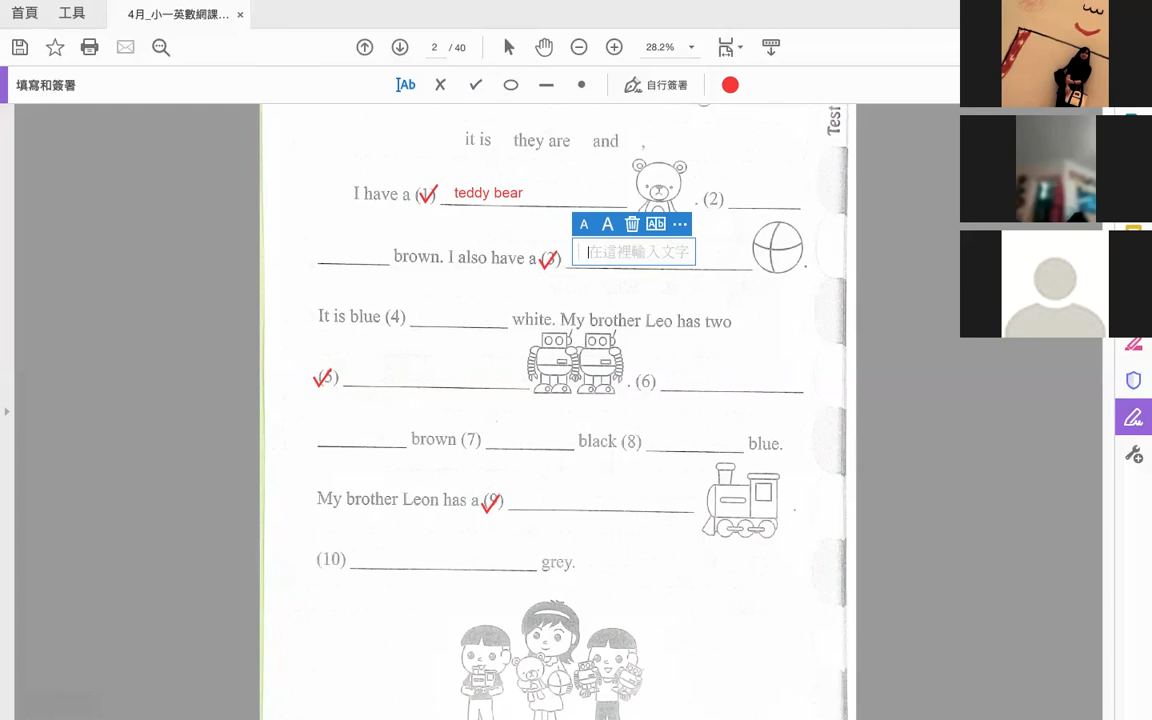 首頁 工具 4月_小一英數網課... ×
2 / 40 28.2%
填寫和簽署 Ab 自行簽署
Test
it is they are and ,
I have a (1) teddy bear . (2)
A A Ab ...
brown. I also have a (3) 在這裡輸入文字 .
It is blue (4) white. My brother Leo has two
(5) . (6)
brown (7) black (8) blue.
My brother Leon has a (9) .
(10) grey.